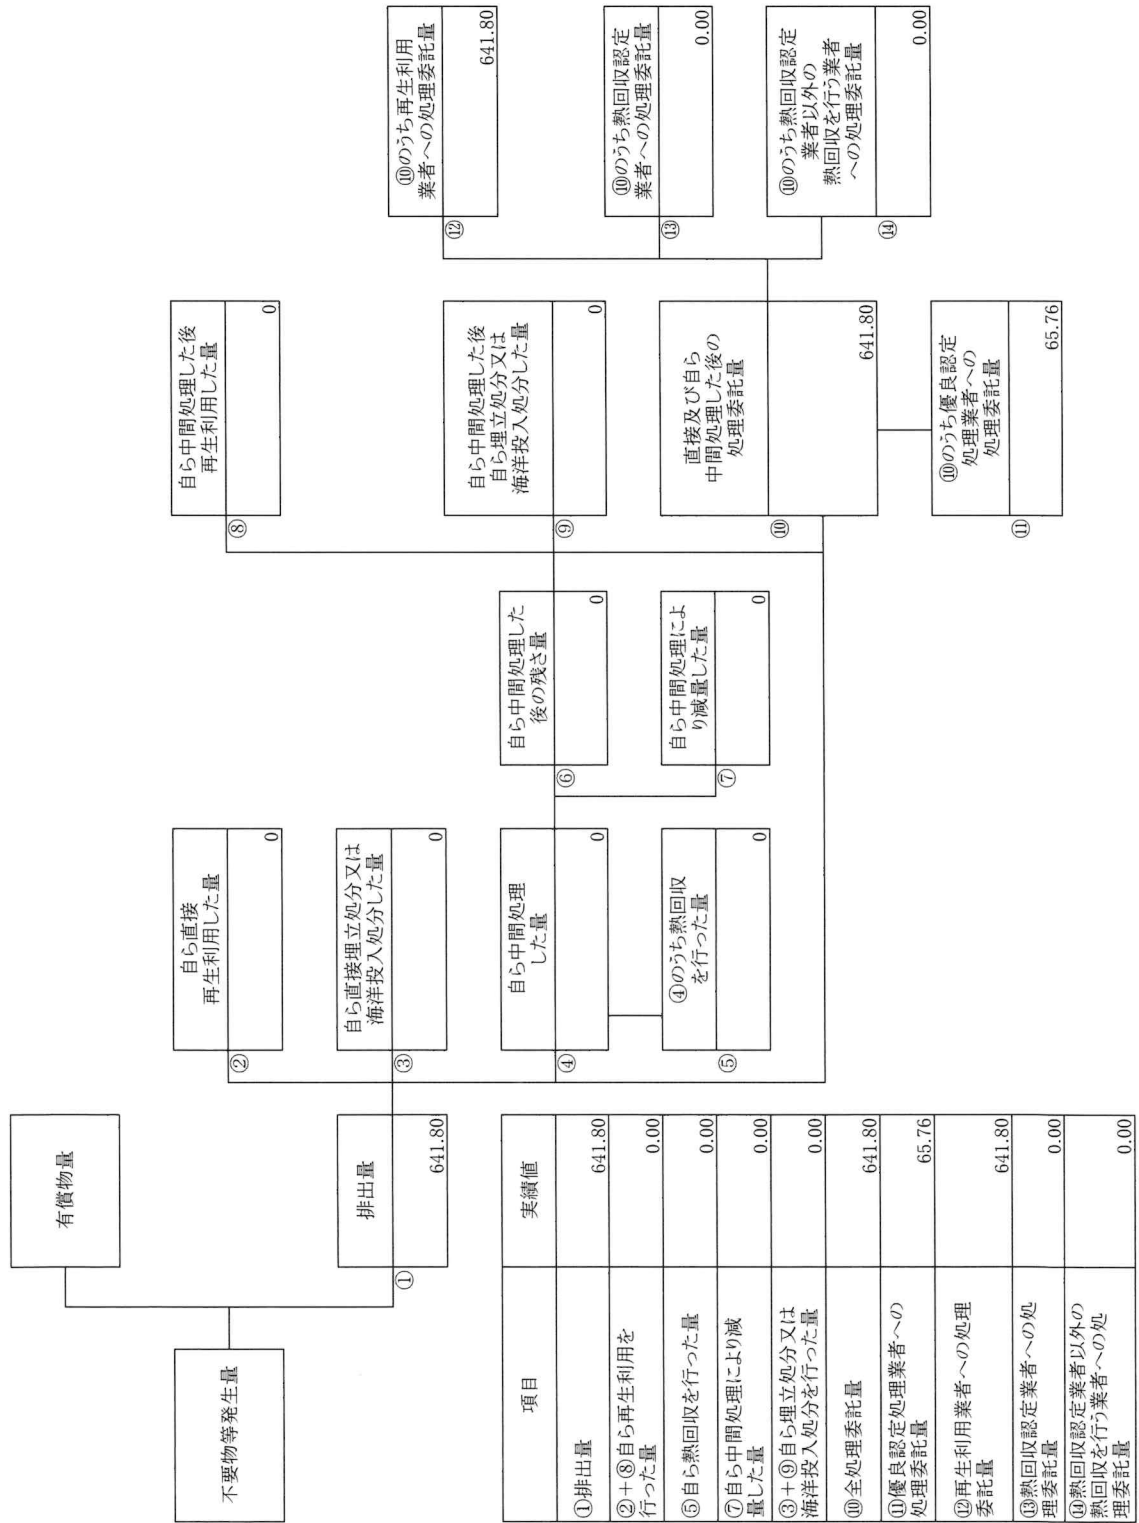 不要物等発生量
有償物量
排出量
①
641.80
自ら直接
再生利用した量
②
0
自ら直接埋立処分又は
海洋投入処分した量
③
0
自ら中間処理
した量
④
0
④のうち熱回収
を行った量
⑤
0
自ら中間処理した
後の残さ量
⑥
0
自ら中間処理によ
り減量した量
⑦
0
自ら中間処理した後
再生利用した量
⑧
0
自ら中間処理した後
自ら埋立処分又は
海洋投入処分した量
⑨
0
直接及び自ら
中間処理した後の
処理委託量
⑩
641.80
⑩のうち優良認定
処理業者への
処理委託量
⑪
65.76
⑩のうち再生利用
業者への処理委託量
⑫
641.80
⑩のうち熱回収認定
業者への処理委託量
⑬
0.00
⑩のうち熱回収認定
業者以外の
熱回収を行う業者
への処理委託量
⑭
0.00
項目 実績値
①排出量 641.80
②+⑧自ら再生利用を
行った量 0.00
⑤自ら熱回収を行った量 0.00
⑦自ら中間処理により減
量した量 0.00
③+⑨自ら埋立処分又は
海洋投入処分を行った量 0.00
⑩全処理委託量 641.80
⑪優良認定処理業者への
処理委託量 65.76
⑫再生利用業者への処理
委託量 641.80
⑬熱回収認定業者への処
理委託量 0.00
⑭熱回収認定業者以外の
熱回収を行う業者への処
理委託量 0.00